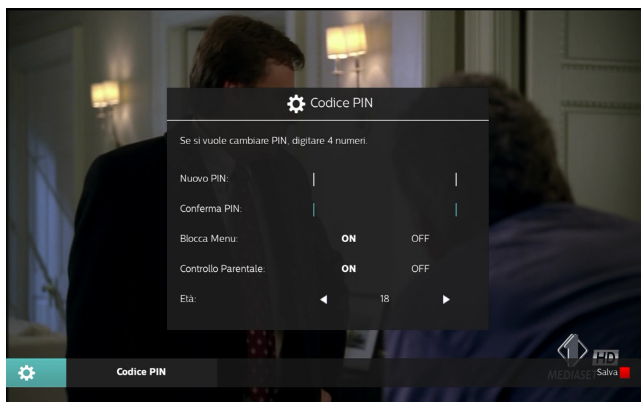 Codice PIN
Se si vuole cambiare PIN, digitare 4 numeri.
Nuovo PIN:
Conferma PIN:
Blocca Menu: ON OFF
Controllo Parentale: ON OFF
Età: 18
1 HD
MEDIASET
Codice PIN Salva